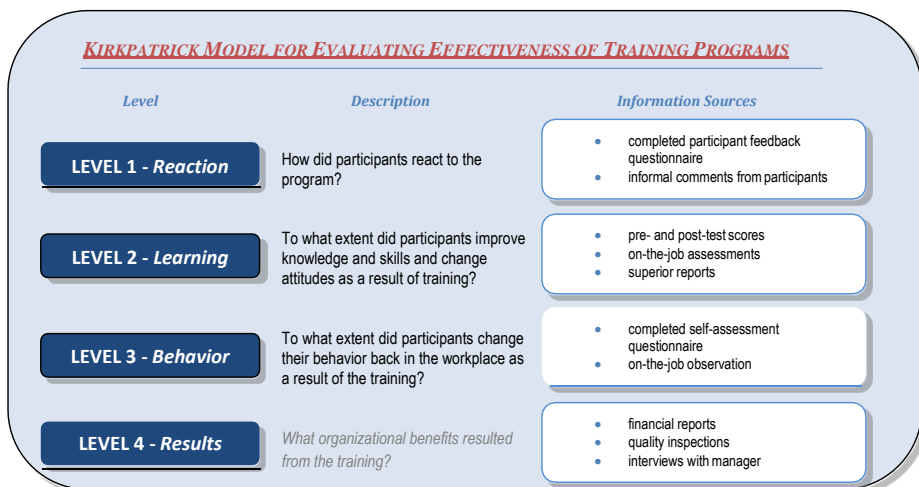 KIRKPATRICK MODEL FOR EVALUATING EFFECTIVENESS OF TRAINING PROGRAMS
Level
Description
Information Sources
LEVEL 1 - Reaction
How did participants react to the
program?
• completed participant feedback
questionnaire
• informal comments from participants
LEVEL 2 - Learning
To what extent did participants improve
knowledge and skills and change
attitudes as a result of training?
• pre- and post-test scores
• on-the-job assessments
• superior reports
LEVEL 3 - Behavior
To what extent did participants change
their behavior back in the workplace as
a result of the training?
• completed self-assessment
questionnaire
• on-the-job observation
LEVEL 4 - Results
What organizational benefits resulted
from the training?
• financial reports
• quality inspections
• interviews with manager